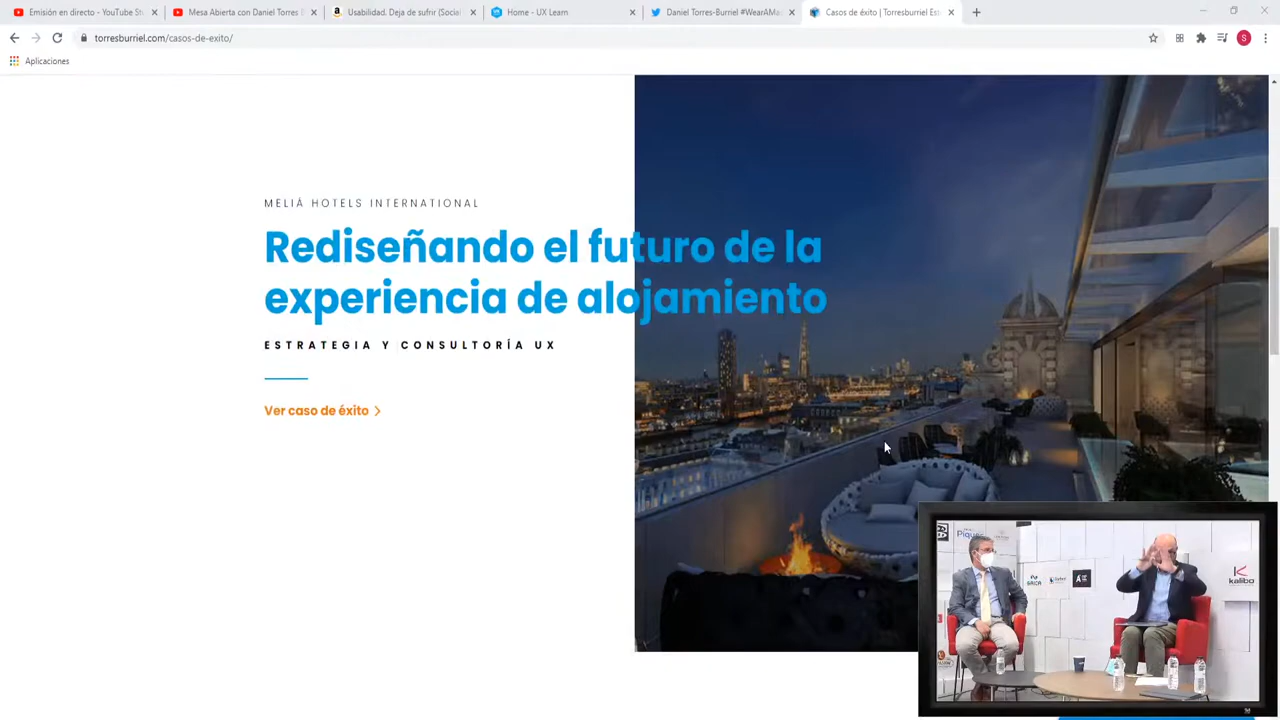 Emisión en directo - YouTube St
Mesa Abierta con Daniel Torres B
Usabilidad. Deja de sufrir (Social
Home - UX Learn
Daniel Torres-Burriel #WearAMa
Casos de éxito | Torresburriel Est
torresburriel.com/casos-de-exito/
S
Aplicaciones
MELIÁ HOTELS INTERNATIONAL
Rediseñando el futuro de la
experiencia de alojamiento
ESTRATEGIA Y CONSULTORÍA UX
Ver caso de éxito
Piquer
kalibo